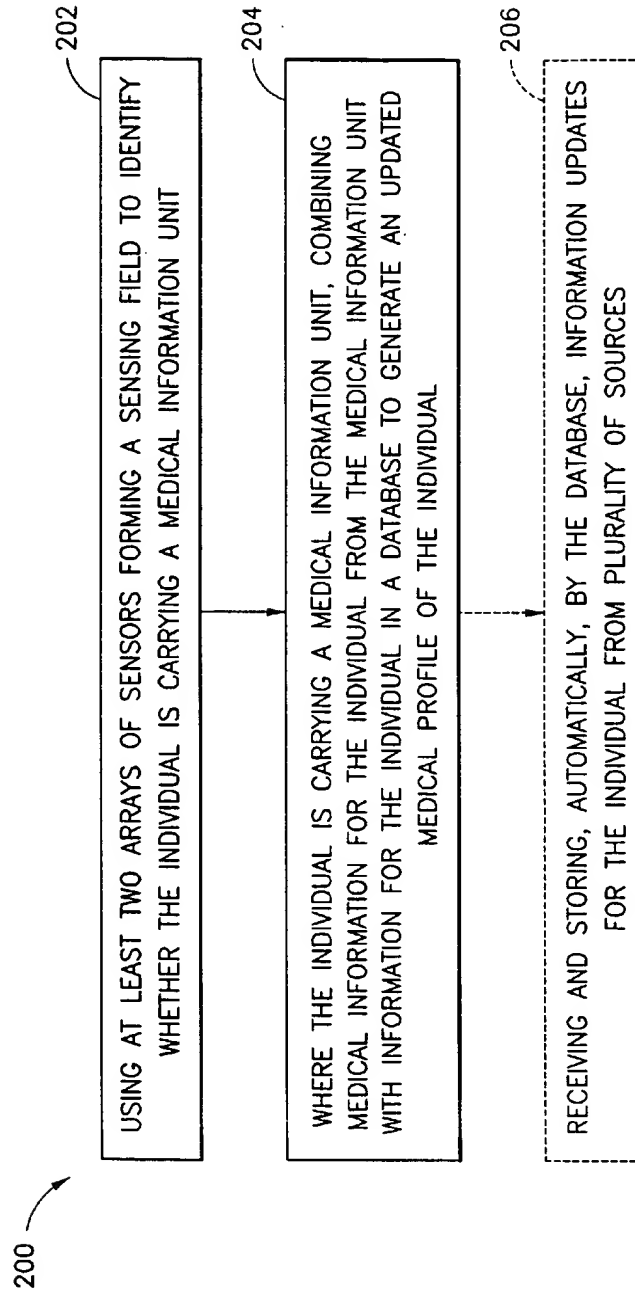 200
202
USING AT LEAST TWO ARRAYS OF SENSORS FORMING A SENSING FIELD TO IDENTIFY
WHETHER THE INDIVIDUAL IS CARRYING A MEDICAL INFORMATION UNIT
204
WHERE THE INDIVIDUAL IS CARRYING A MEDICAL INFORMATION UNIT, COMBINING
MEDICAL INFORMATION FOR THE INDIVIDUAL FROM THE MEDICAL INFORMATION UNIT
WITH INFORMATION FOR THE INDIVIDUAL IN A DATABASE TO GENERATE AN UPDATED
MEDICAL PROFILE OF THE INDIVIDUAL
206
RECEIVING AND STORING, AUTOMATICALLY, BY THE DATABASE, INFORMATION UPDATES
FOR THE INDIVIDUAL FROM PLURALITY OF SOURCES